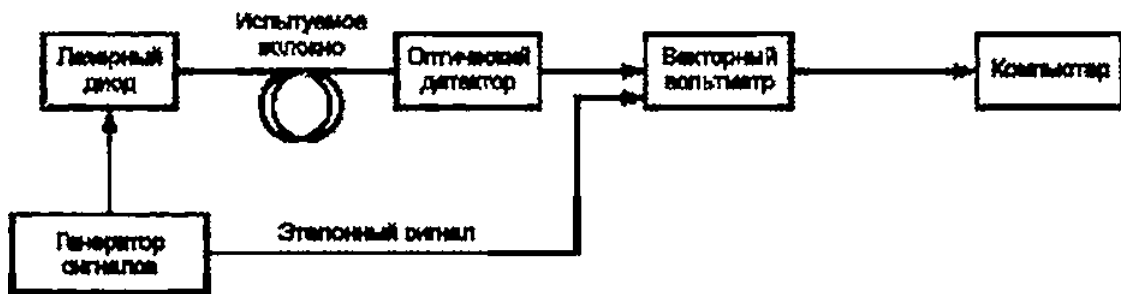 Испытуемое
волокно
Лазерный
диод
Оптический
детектор
Векторный
вольтметр
Компьютер
Генератор
сигналов
Эталонный сигнал